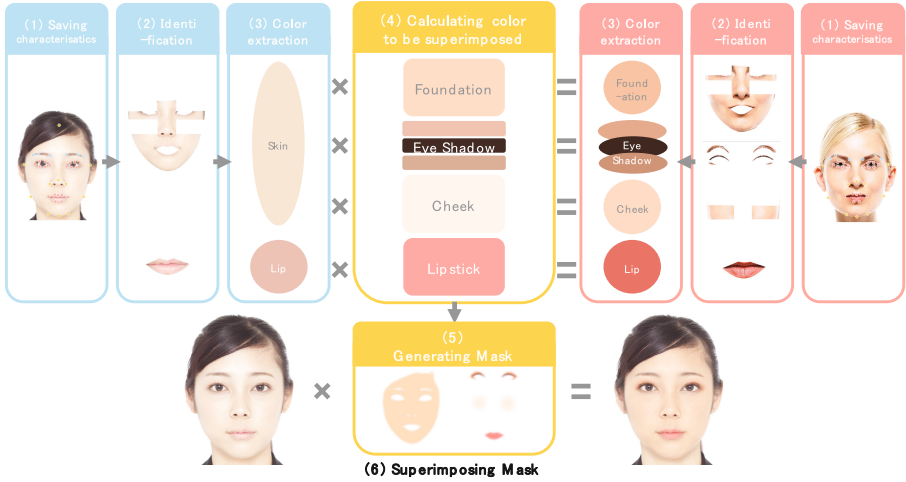 (1) Saving
characterisatics
(2) Identi
-fication
(3) Color
extraction
(4) Calculating color
to be superimposed
(3) Color
extraction
(2) Identi
-fication
(1) Saving
characterisatics
Skin
Lip
Foundation
Eye Shadow
Cheek
Lipstick
Found
-ation
Eye
Shadow
Cheek
Lip
(5)
Generating Mask
(6) Superimposing Mask